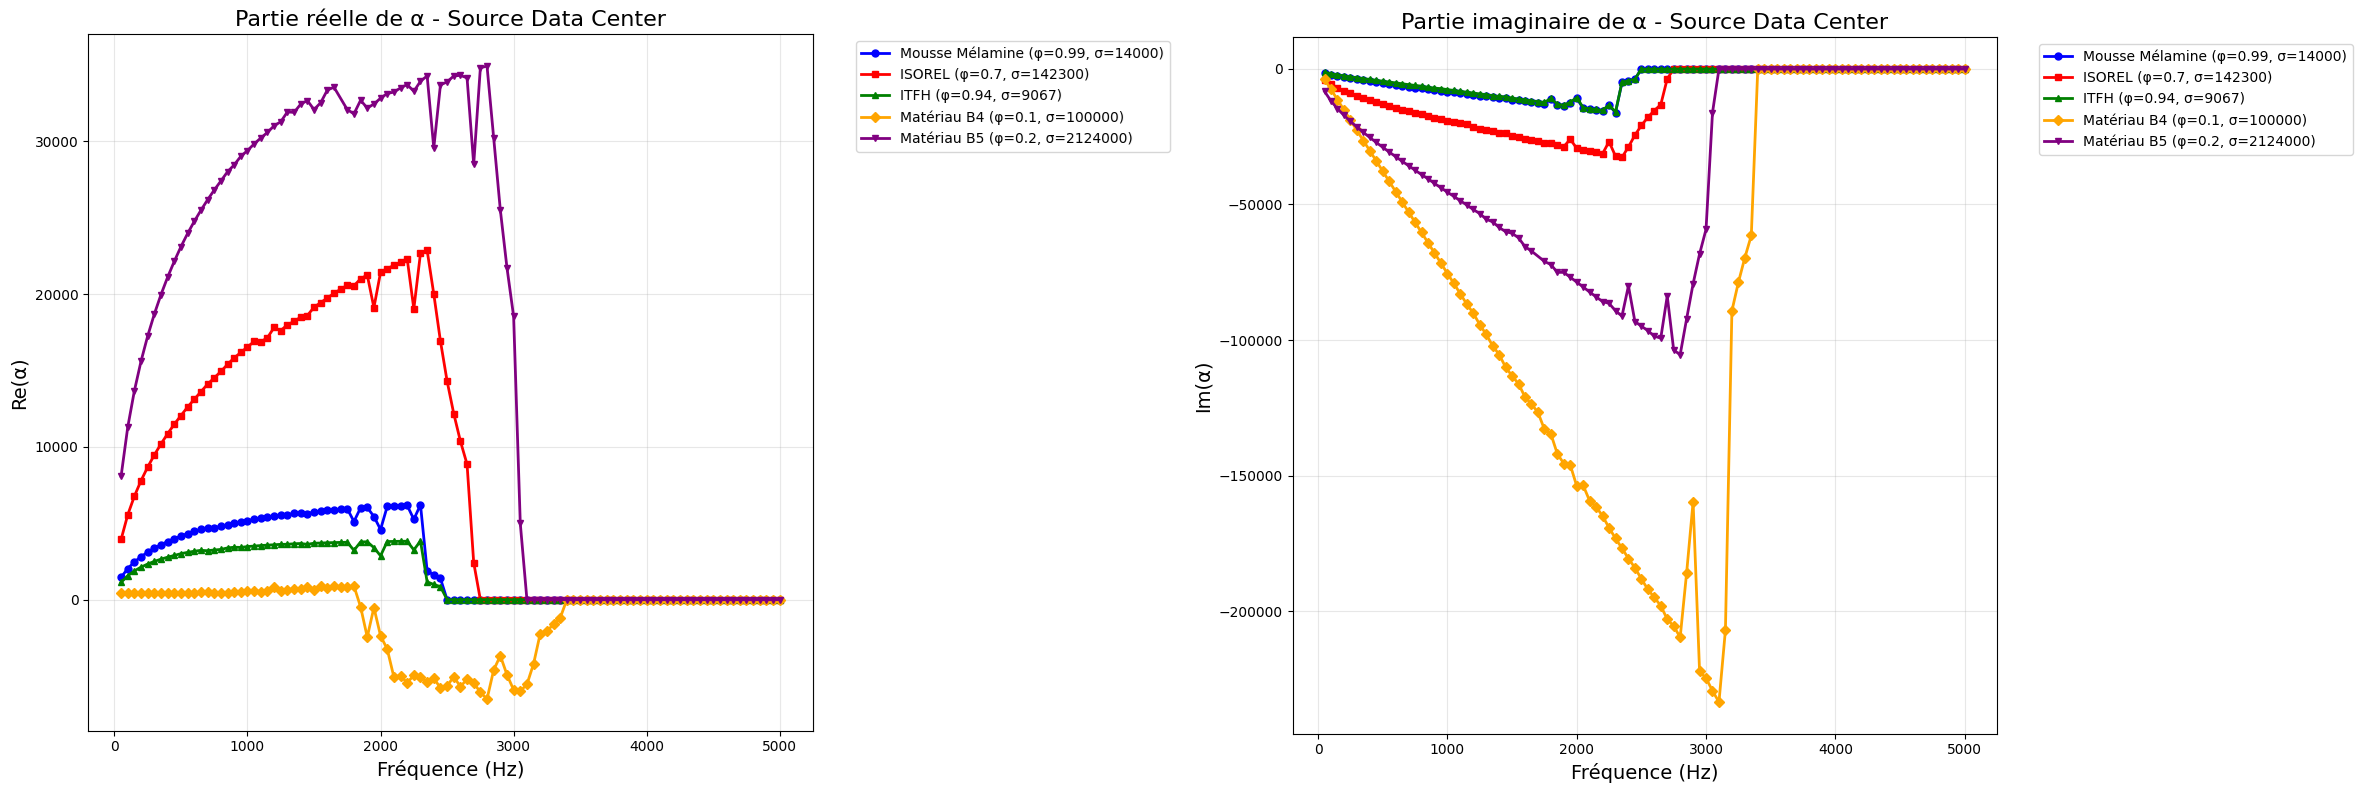 Partie réelle de α - Source Data Center
Re(α)
30000
20000
10000
0
0 1000 2000 3000 4000 5000
Fréquence (Hz)
Mousse Mélamine (φ=0.99, σ=14000)
ISOREL (φ=0.7, σ=142300)
ITFH (φ=0.94, σ=9067)
Matériau B4 (φ=0.1, σ=100000)
Matériau B5 (φ=0.2, σ=2124000)
Partie imaginaire de α - Source Data Center
Im(α)
0
−50000
−100000
−150000
−200000
0 1000 2000 3000 4000 5000
Fréquence (Hz)
Mousse Mélamine (φ=0.99, σ=14000)
ISOREL (φ=0.7, σ=142300)
ITFH (φ=0.94, σ=9067)
Matériau B4 (φ=0.1, σ=100000)
Matériau B5 (φ=0.2, σ=2124000)